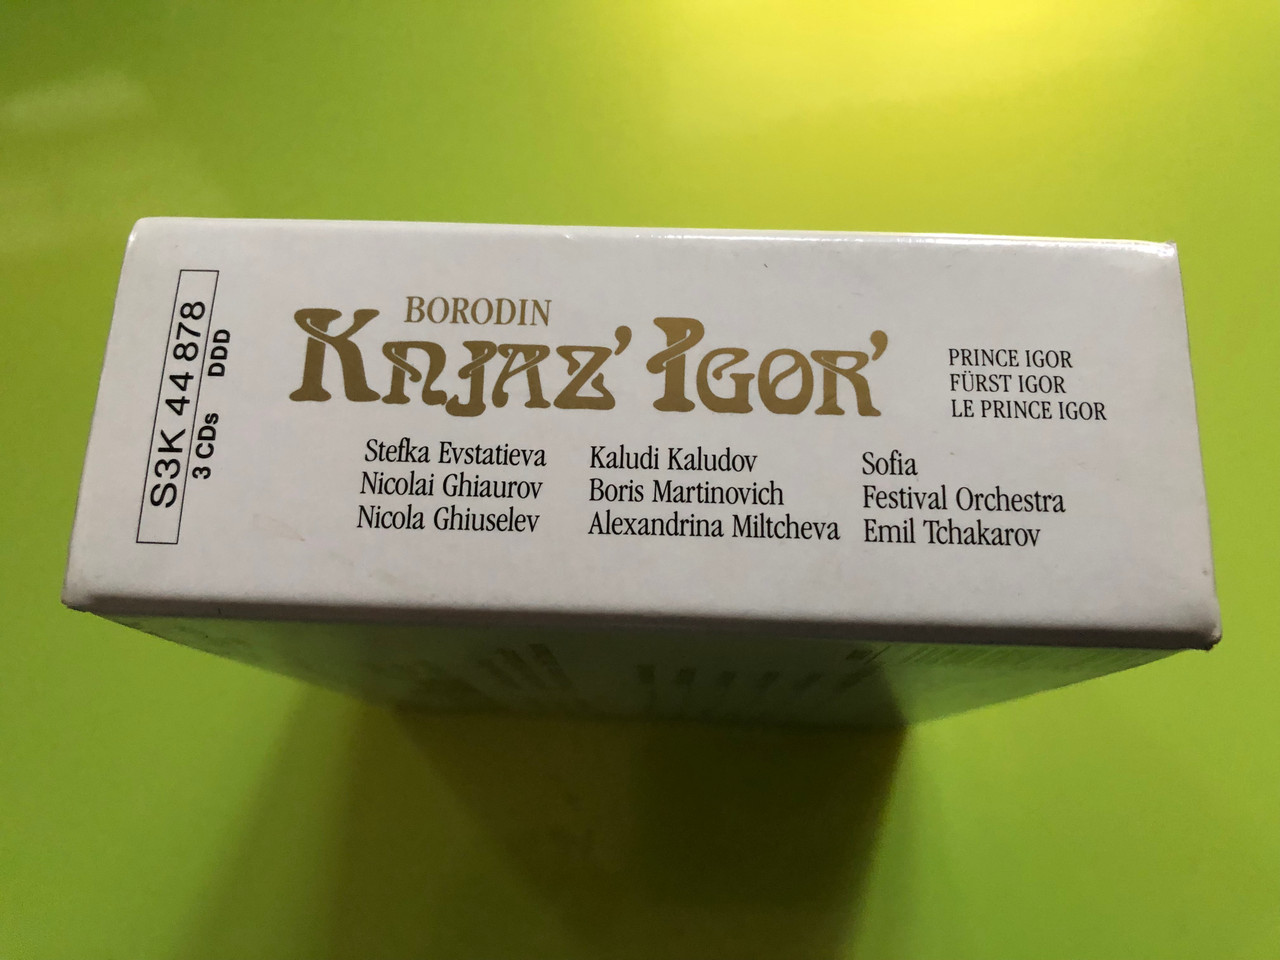 S3K 44 878
3 CDs DDD
BORODIN
KNJAZ' IGOR'
PRINCE IGOR
FÜRST IGOR
LE PRINCE IGOR
Stefka Evstatieva
Nicolai Ghiaurov
Nicola Ghiuselev
Kaludi Kaludov
Boris Martinovich
Alexandrina Miltcheva
Sofia
Festival Orchestra
Emil Tchakarov